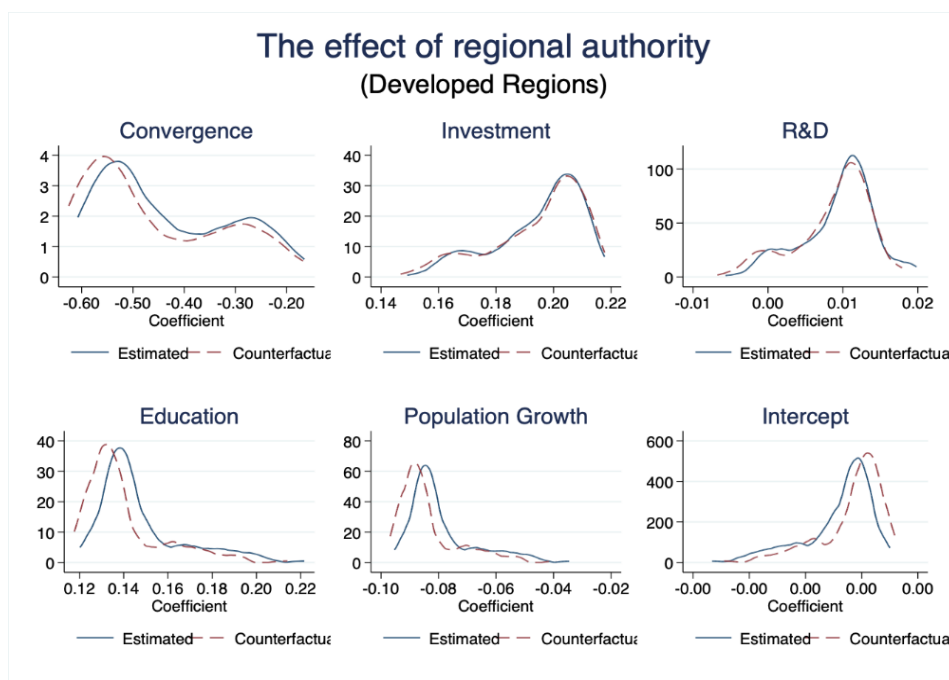 The effect of regional authority
(Developed Regions)
Convergence
4
3
2
1
0
-0.60 -0.50 -0.40 -0.30 -0.20
Coefficient
Estimated Counterfactua
Investment
40
30
20
10
0
0.14 0.16 0.18 0.20 0.22
Coefficient
Estimated Counterfactua
R&D
100
50
0
-0.01 0.00 0.01 0.02
Coefficient
Estimated Counterfactua
Education
40
30
20
10
0
0.12 0.14 0.16 0.18 0.20 0.22
Coefficient
Estimated Counterfactua
Population Growth
80
60
40
20
0
-0.10 -0.08 -0.06 -0.04 -0.02
Coefficient
Estimated Counterfactua
Intercept
600
400
200
0
-0.00 -0.00 0.00 0.00 0.00
Coefficient
Estimated Counterfactua